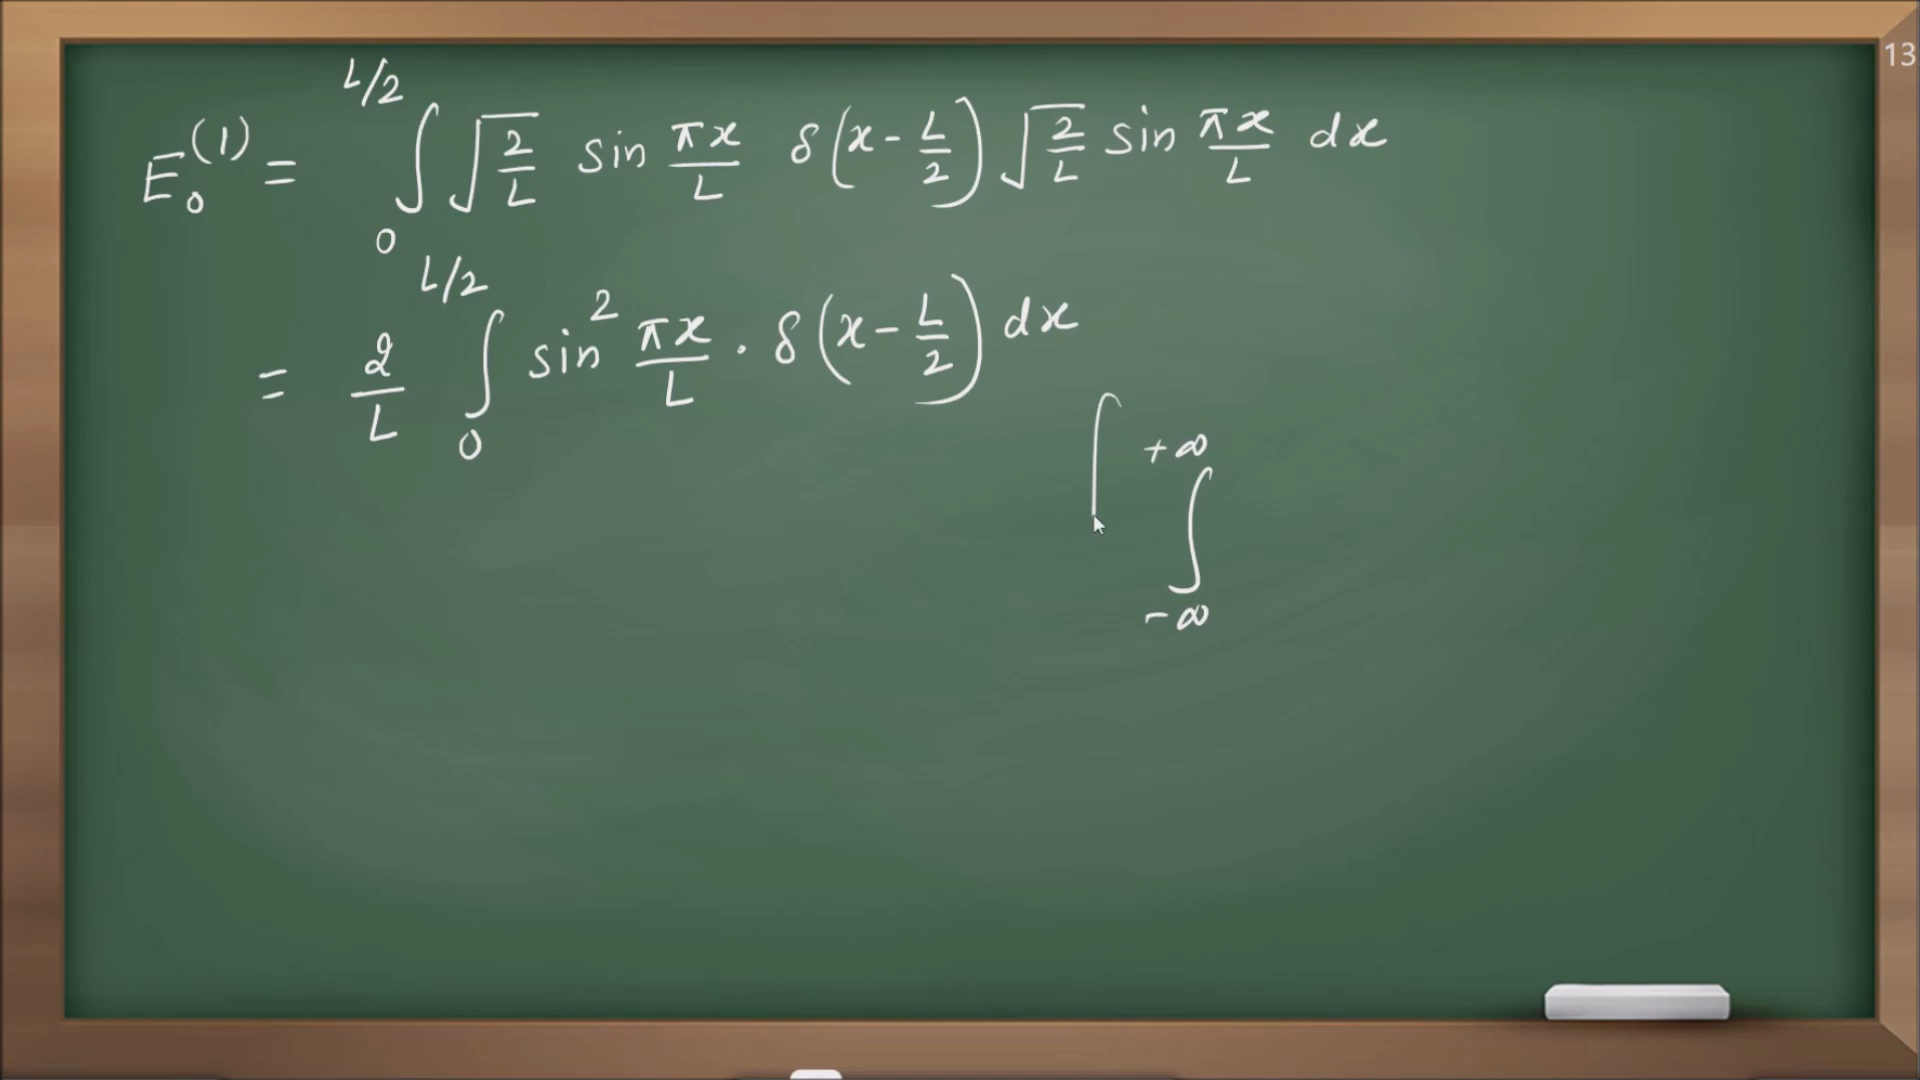 13
E₀⁽¹⁾ = ∫₀^{L/2} √(2/L) sin πx/L δ(x - L/2) √(2/L) sin πx/L dx
= 2/L ∫₀^{L/2} sin² πx/L · δ(x - L/2) dx
∫_{-∞}^{+∞}